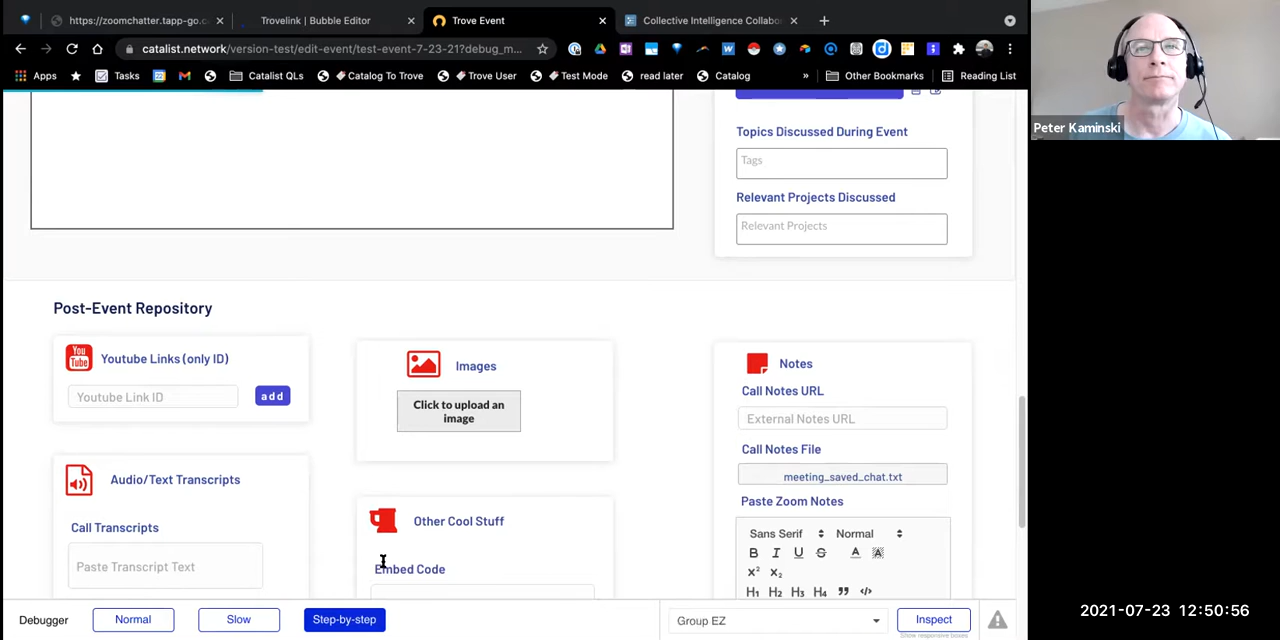 https://zoomchatter.tapp-go.c
Trovelink | Bubble Editor
Trove Event
Collective Intelligence Collabo
catalist.network/version-test/edit-event/test-event-7-23-21?debug_m...
Apps
Tasks
Catalist QLs
Catalog To Trove
Trove User
Test Mode
read later
Catalog
»
Other Bookmarks
Reading List
Peter Kaminski
Topics Discussed During Event
Tags
Relevant Projects Discussed
Relevant Projects
Post-Event Repository
You
Tube
Youtube Links (only ID)
Youtube Link ID
add
Images
Click to upload an
image
Notes
Call Notes URL
External Notes URL
Call Notes File
meeting_saved_chat.txt
Paste Zoom Notes
Sans Serif
Normal
B I U S A A
X² X₂
H₁ H₂ H₃ H₄ ” </>
Audio/Text Transcripts
Call Transcripts
Paste Transcript Text
Other Cool Stuff
Embed Code
Debugger
Normal
Slow
Step-by-step
Group EZ
Inspect
Show responsive boxes
2021-07-23 12:50:56